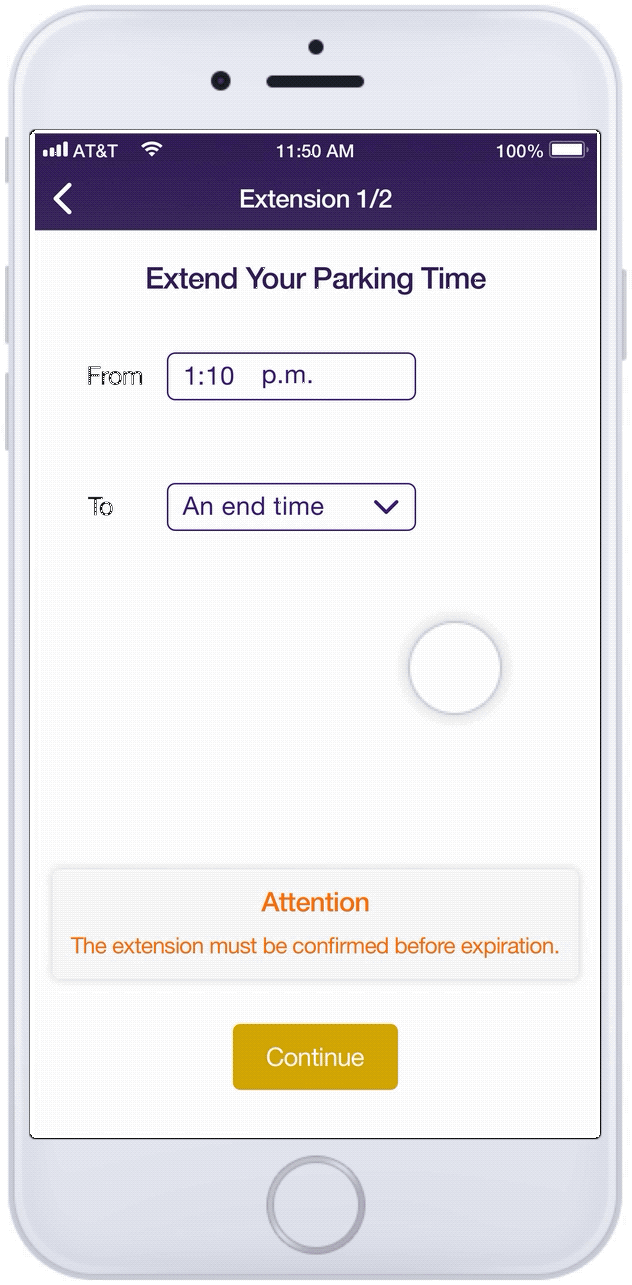 AT&T 11:50 AM 100%
Extension 1/2
Extend Your Parking Time
From 1:10 p.m.
To An end time
Attention
The extension must be confirmed before expiration.
Continue